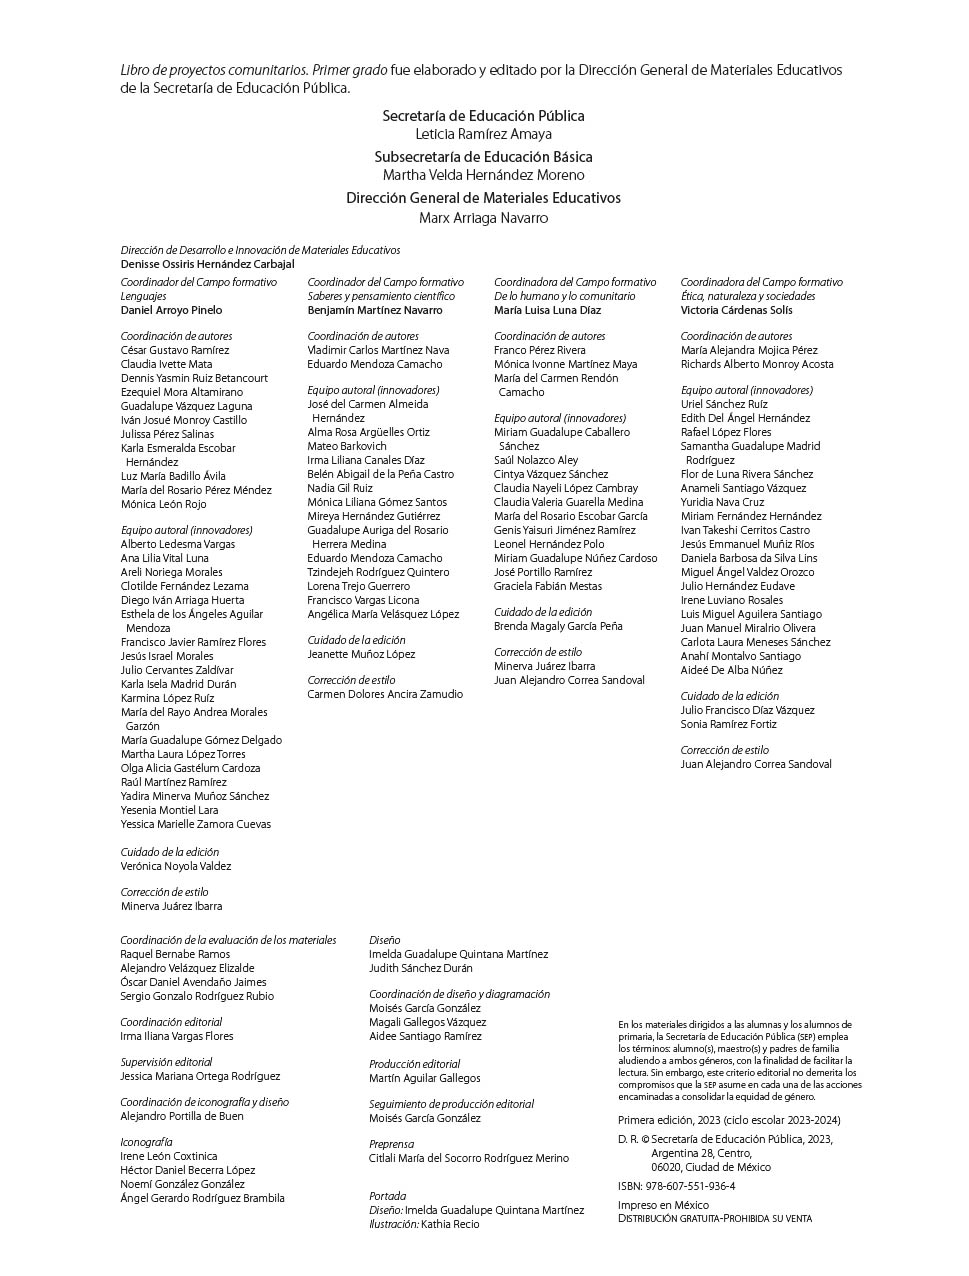 Libro de proyectos comunitarios. Primer grado fue elaborado y editado por la Dirección General de Materiales Educativos
de la Secretaría de Educación Pública.
Secretaría de Educación Pública
Leticia Ramírez Amaya
Subsecretaría de Educación Básica
Martha Velda Hernández Moreno
Dirección General de Materiales Educativos
Marx Arriaga Navarro
Dirección de Desarrollo e Innovación de Materiales Educativos
Denisse Ossiris Hernández Carbajal
Coordinador del Campo formativo
Lenguajes
Daniel Arroyo Pinelo
Coordinación de autores
César Gustavo Ramírez
Claudia Ivette Mata
Dennis Yasmin Ruiz Betancourt
Ezequiel Mora Altamirano
Guadalupe Vázquez Laguna
Iván Josué Monroy Castillo
Julissa Pérez Salinas
Karla Esmeralda Escobar
Hernández
Luz María Badillo Ávila
María del Rosario Pérez Méndez
Mónica León Rojo
Equipo autoral (innovadores)
Alberto Ledesma Vargas
Ana Lilia Vital Luna
Areli Noriega Morales
Clotilde Fernández Lezama
Diego Iván Arriaga Huerta
Esthela de los Ángeles Aguilar
Mendoza
Francisco Javier Ramírez Flores
Jesús Israel Morales
Julio Cervantes Zaldívar
Karla Isela Madrid Durán
Karmina López Ruíz
María del Rayo Andrea Morales
Garzón
María Guadalupe Gómez Delgado
Martha Laura López Torres
Olga Alicia Gastélum Cardoza
Raúl Martínez Ramírez
Yadira Minerva Muñoz Sánchez
Yesenia Montiel Lara
Yessica Marielle Zamora Cuevas
Cuidado de la edición
Verónica Noyola Valdez
Corrección de estilo
Minerva Juárez Ibarra
Coordinador del Campo formativo
Saberes y pensamiento científico
Benjamín Martínez Navarro
Coordinación de autores
Vladimir Carlos Martínez Nava
Eduardo Mendoza Camacho
Equipo autoral (innovadores)
José del Carmen Almeida
Hernández
Alma Rosa Argüelles Ortiz
Mateo Barkovich
Irma Liliana Canales Díaz
Belén Abigail de la Peña Castro
Nadia Gil Ruiz
Mónica Liliana Gómez Santos
Mireya Hernández Gutiérrez
Guadalupe Auriga del Rosario
Herrera Medina
Eduardo Mendoza Camacho
Tzindejeh Rodríguez Quintero
Lorena Trejo Guerrero
Francisco Vargas Licona
Angélica María Velásquez López
Cuidado de la edición
Jeanette Muñoz López
Corrección de estilo
Carmen Dolores Ancira Zamudio
Coordinadora del Campo formativo
De lo humano y lo comunitario
María Luisa Luna Díaz
Coordinación de autores
Franco Pérez Rivera
Mónica Ivonne Martínez Maya
María del Carmen Rendón
Camacho
Equipo autoral (innovadores)
Miriam Guadalupe Caballero
Sánchez
Saúl Nolazco Aley
Cintya Vázquez Sánchez
Claudia Nayeli López Cambray
Claudia Valeria Guarella Medina
María del Rosario Escobar García
Genis Yaisuri Jiménez Ramírez
Leonel Hernández Polo
Miriam Guadalupe Núñez Cardoso
José Portillo Ramírez
Graciela Fabián Mestas
Cuidado de la edición
Brenda Magaly García Peña
Corrección de estilo
Minerva Juárez Ibarra
Juan Alejandro Correa Sandoval
Coordinadora del Campo formativo
Ética, naturaleza y sociedades
Victoria Cárdenas Solís
Coordinación de autores
María Alejandra Mojica Pérez
Richards Alberto Monroy Acosta
Equipo autoral (innovadores)
Uriel Sánchez Ruíz
Edith Del Ángel Hernández
Rafael López Flores
Samantha Guadalupe Madrid
Rodríguez
Flor de Luna Rivera Sánchez
Anameli Santiago Vázquez
Yuridia Nava Cruz
Miriam Fernández Hernández
Ivan Takeshi Cerritos Castro
Jesús Emmanuel Muñiz Ríos
Daniela Barbosa da Silva Lins
Miguel Ángel Valdez Orozco
Julio Hernández Eudave
Irene Luviano Rosales
Luis Miguel Aguilera Santiago
Juan Manuel Miralrio Olivera
Carlota Laura Meneses Sánchez
Anahí Montalvo Santiago
Aideé De Alba Núñez
Cuidado de la edición
Julio Francisco Díaz Vázquez
Sonia Ramírez Fortiz
Corrección de estilo
Juan Alejandro Correa Sandoval
Coordinación de la evaluación de los materiales
Raquel Bernabe Ramos
Alejandro Velázquez Elizalde
Óscar Daniel Avendaño Jaimes
Sergio Gonzalo Rodríguez Rubio
Coordinación editorial
Irma Iliana Vargas Flores
Supervisión editorial
Jessica Mariana Ortega Rodríguez
Coordinación de iconografía y diseño
Alejandro Portilla de Buen
Iconografía
Irene León Coxtinica
Héctor Daniel Becerra López
Noemí González González
Ángel Gerardo Rodríguez Brambila
Diseño
Imelda Guadalupe Quintana Martínez
Judith Sánchez Durán
Coordinación de diseño y diagramación
Moisés García González
Magali Gallegos Vázquez
Aidee Santiago Ramírez
Producción editorial
Martín Aguilar Gallegos
Seguimiento de producción editorial
Moisés García González
Preprensa
Citlali María del Socorro Rodríguez Merino
Portada
Diseño: Imelda Guadalupe Quintana Martínez
Ilustración: Kathia Recio
En los materiales dirigidos a las alumnas y los alumnos de
primaria, la Secretaría de Educación Pública (SEP) emplea
los términos: alumno(s), maestro(s) y padres de familia
aludiendo a ambos géneros, con la finalidad de facilitar la
lectura. Sin embargo, este criterio editorial no demerita los
compromisos que la SEP asume en cada una de las acciones
encaminadas a consolidar la equidad de género.
Primera edición, 2023 (ciclo escolar 2023-2024)
D. R. © Secretaría de Educación Pública, 2023,
Argentina 28, Centro,
06020, Ciudad de México
ISBN: 978-607-551-936-4
Impreso en México
DISTRIBUCIÓN GRATUITA-PROHIBIDA SU VENTA